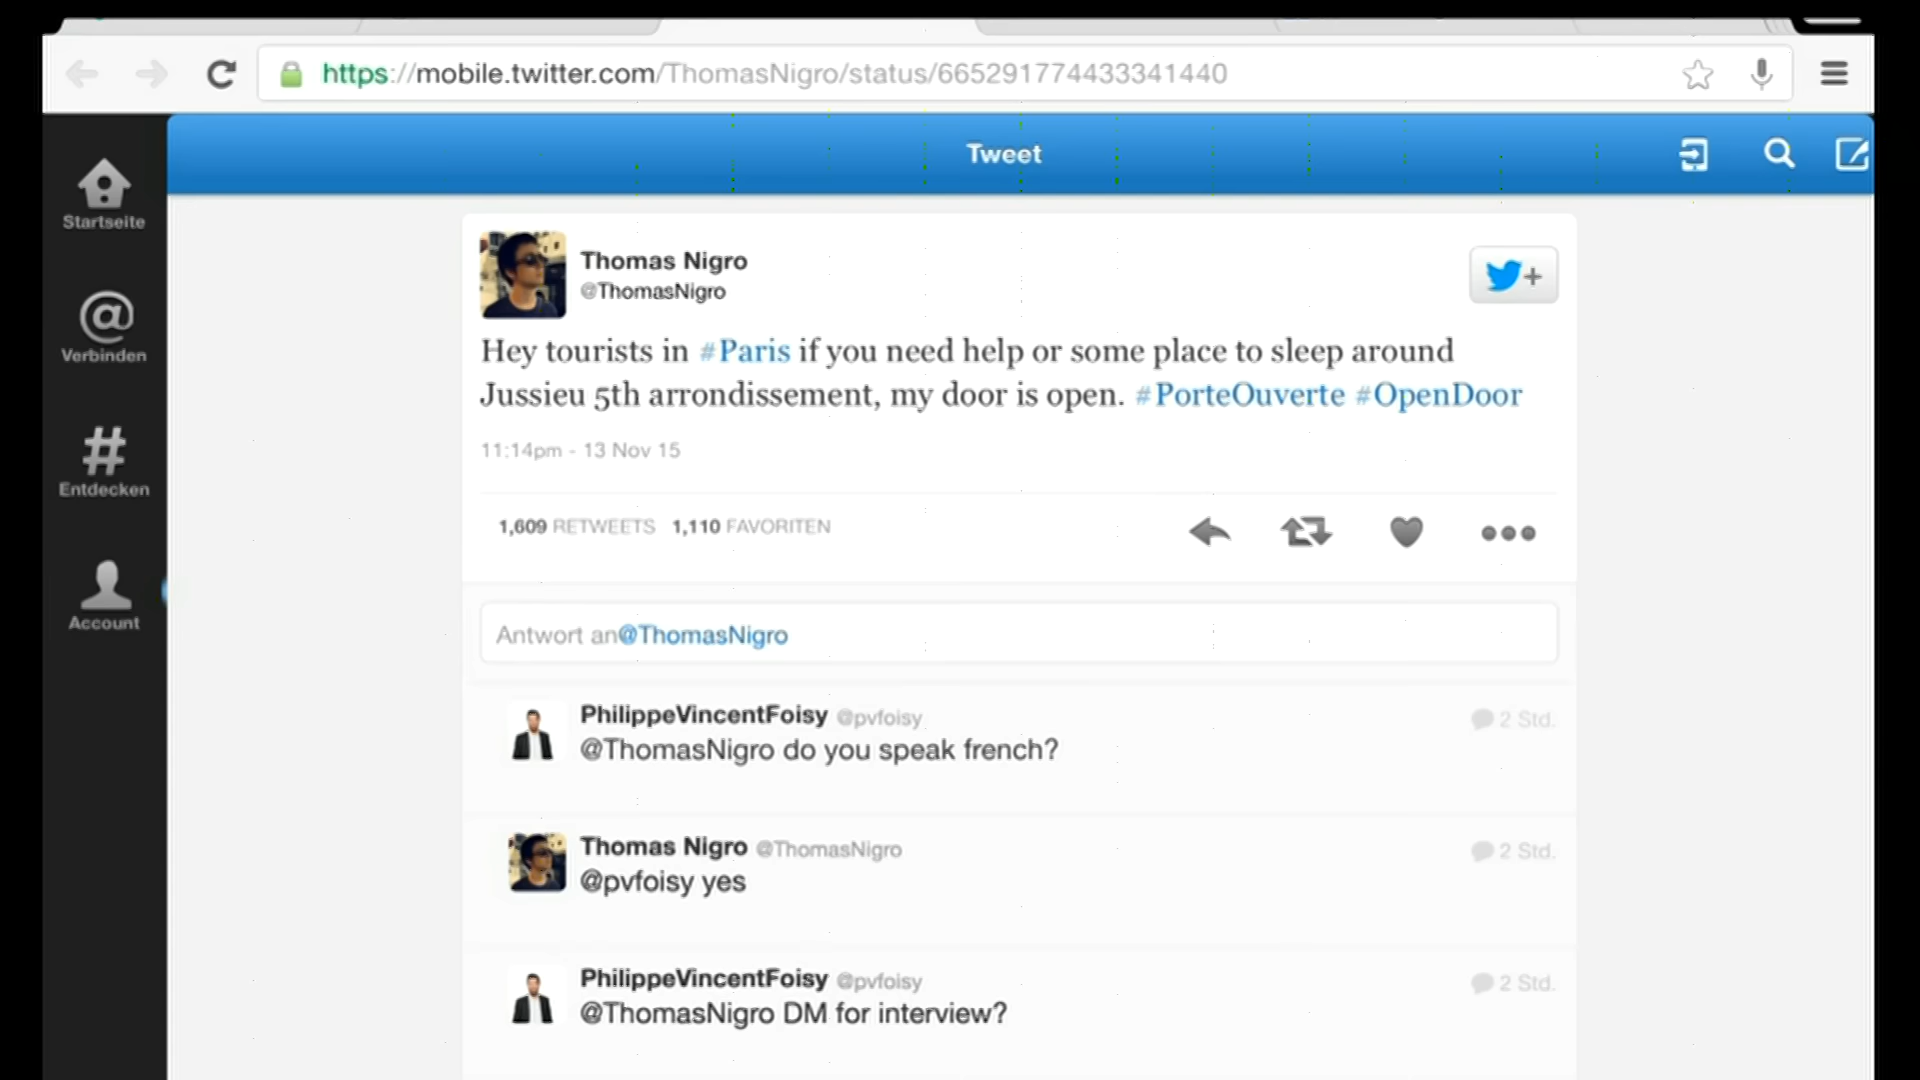 https://mobile.twitter.com/ThomasNigro/status/665291774433341440
Tweet
Startseite
Verbinden
Entdecken
Account
Thomas Nigro
@ThomasNigro
Hey tourists in #Paris if you need help or some place to sleep around
Jussieu 5th arrondissement, my door is open. #PorteOuverte #OpenDoor
11:14pm - 13 Nov 15
1,609 RETWEETS 1,110 FAVORITEN
Antwort an@ThomasNigro
PhilippeVincentFoisy @pvfoisy 2 Std.
@ThomasNigro do you speak french?
Thomas Nigro @ThomasNigro 2 Std.
@pvfoisy yes
PhilippeVincentFoisy @pvfoisy 2 Std.
@ThomasNigro DM for interview?